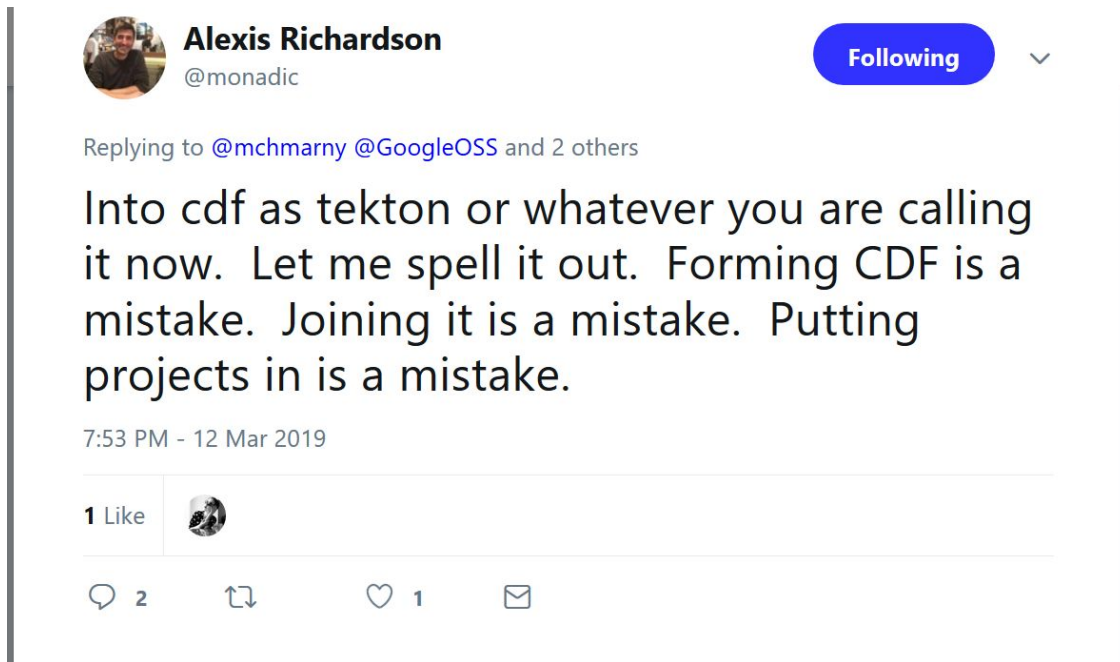 Alexis Richardson
@monadic
Following
Replying to @mchmarny @GoogleOSS and 2 others
Into cdf as tekton or whatever you are calling
it now.  Let me spell it out.  Forming CDF is a
mistake.  Joining it is a mistake.  Putting
projects in is a mistake.
7:53 PM - 12 Mar 2019
1 Like
2 1